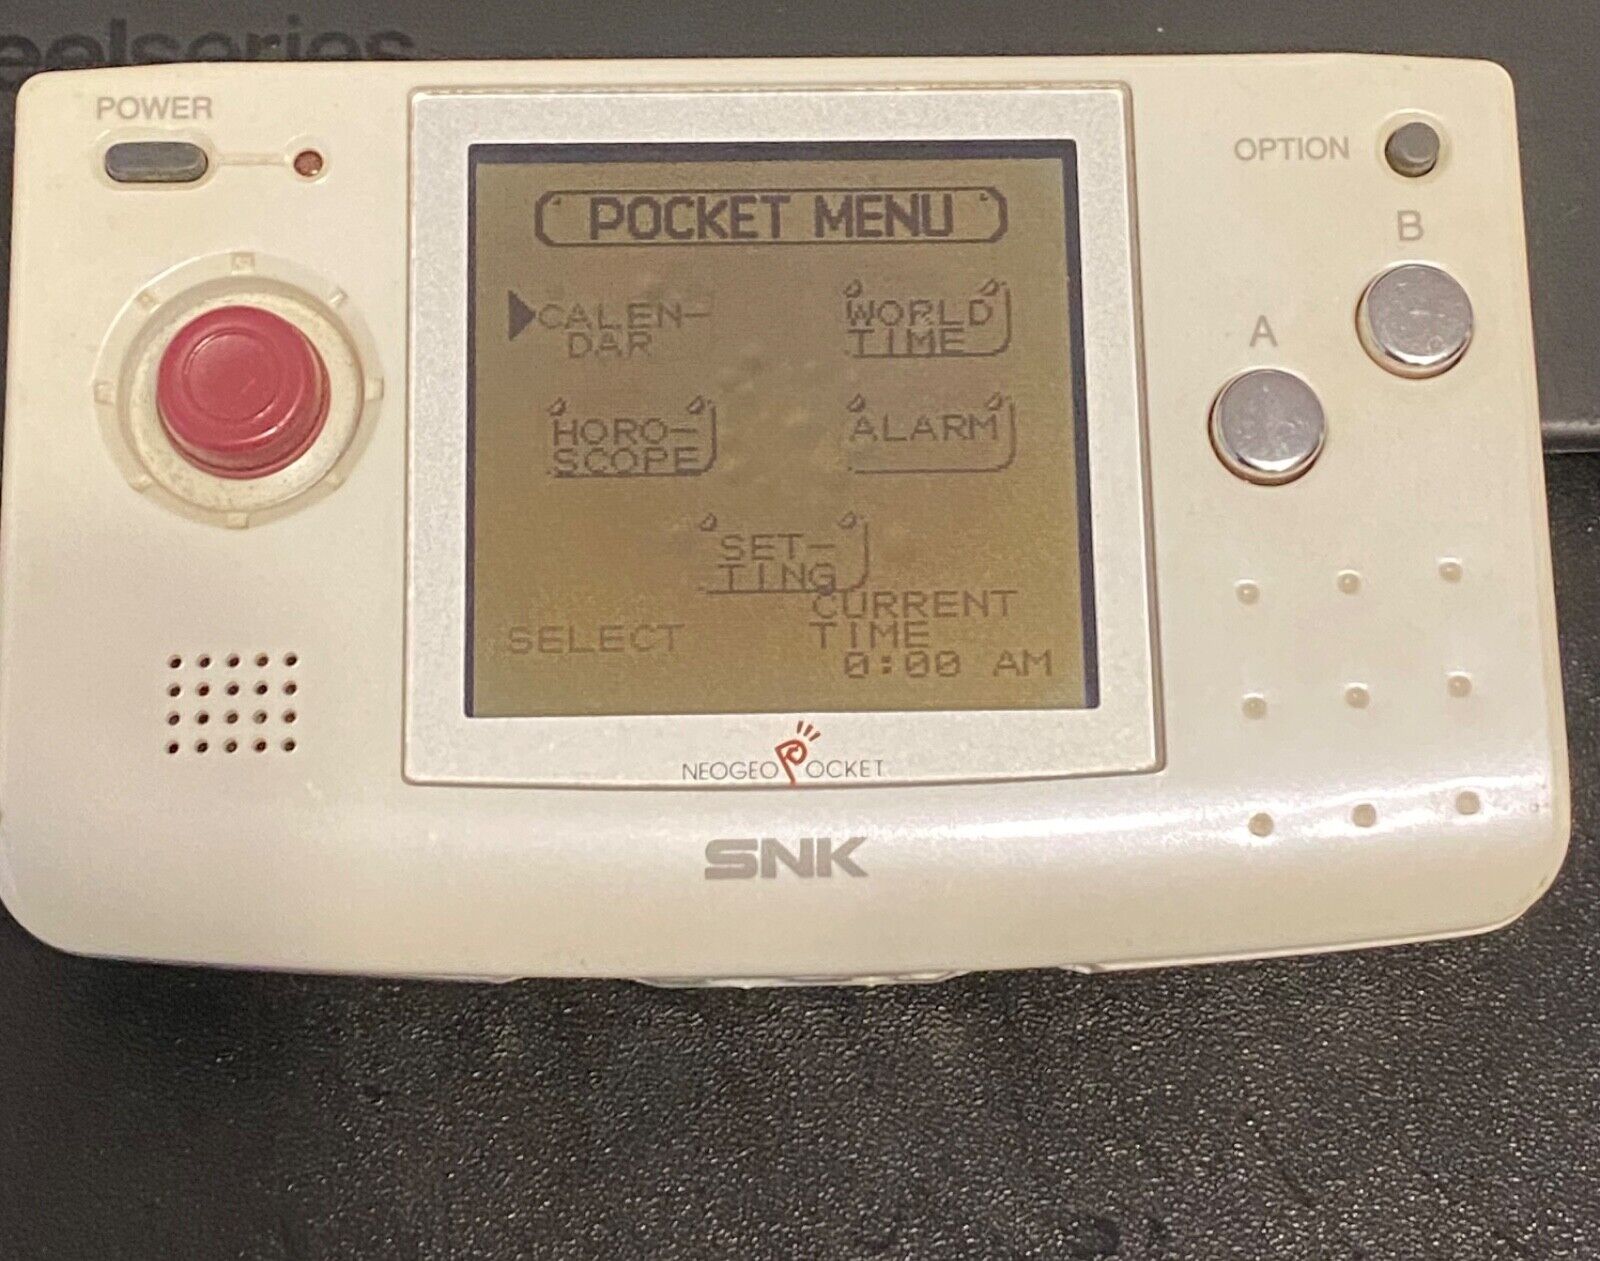 eelseries
POWER
OPTION
B
A
POCKET MENU
CALEN-
DAR
WORLD
TIME
HORO-
SCOPE
ALARM
SET-
TING
SELECT
CURRENT
TIME
0:00 AM
NEOGEO POCKET
SNK